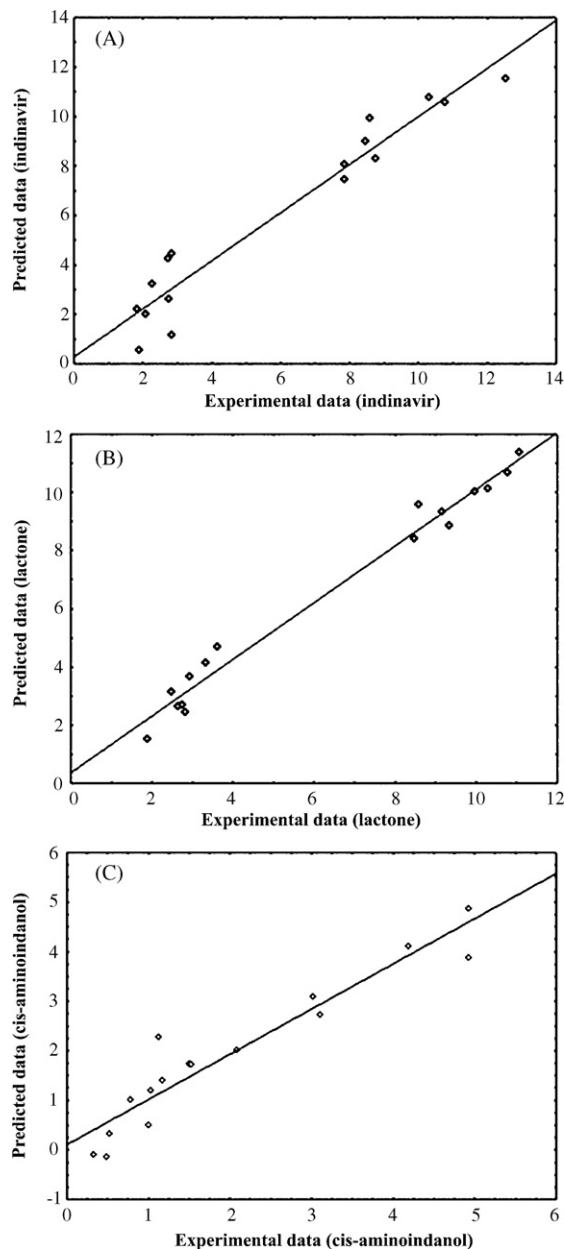 (A)
Predicted data (indinavir)
14
12
10
8
6
4
2
0
0 2 4 6 8 10 12 14
Experimental data (indinavir)
(B)
Predicted data (lactone)
12
10
8
6
4
2
0
0 2 4 6 8 10 12
Experimental data (lactone)
(C)
Predicted data (cis-aminoindanol)
6
5
4
3
2
1
0
-1
0 1 2 3 4 5 6
Experimental data (cis-aminoindanol)